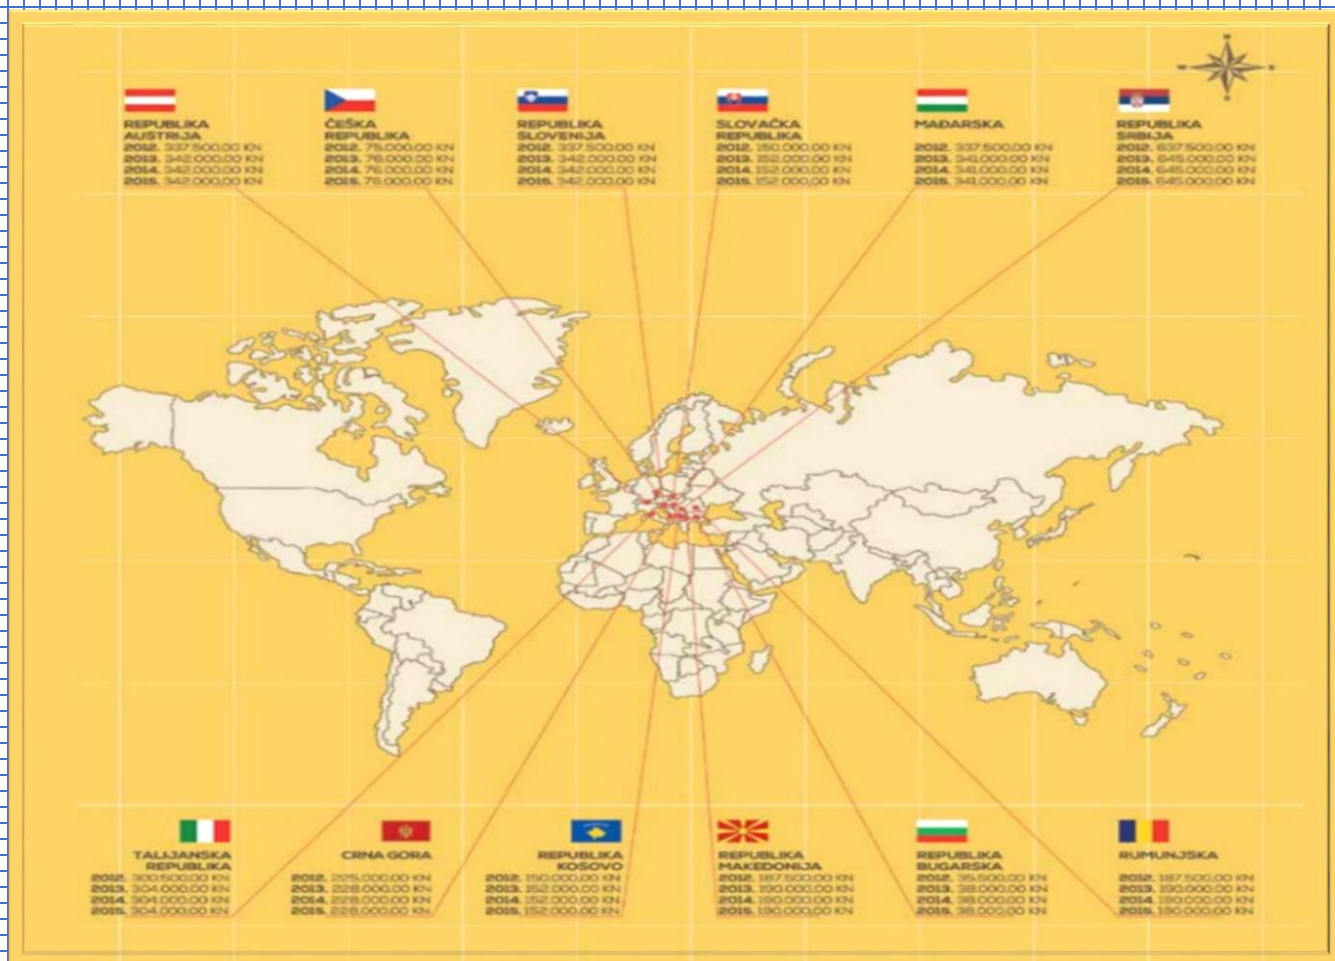 REPUBLIKA
AUSTRIJA
2012. 337.500,00 KN
2013. 342.000,00 KN
2014. 342.000,00 KN
2015. 342.000,00 KN
ČEŠKA
REPUBLIKA
2012. 75.000,00 KN
2013. 76.000,00 KN
2014. 76.000,00 KN
2015. 76.000,00 KN
REPUBLIKA
SLOVENIJA
2012. 337.500,00 KN
2013. 342.000,00 KN
2014. 342.000,00 KN
2015. 342.000,00 KN
SLOVAČKA
REPUBLIKA
2012. 150.000,00 KN
2013. 152.000,00 KN
2014. 152.000,00 KN
2015. 152.000,00 KN
MAĐARSKA
2012. 337.500,00 KN
2013. 341.000,00 KN
2014. 341.000,00 KN
2015. 341.000,00 KN
REPUBLIKA
SRBIJA
2012. 637.500,00 KN
2013. 645.000,00 KN
2014. 645.000,00 KN
2015. 645.000,00 KN
TALIJANSKA
REPUBLIKA
2012. 300.500,00 KN
2013. 304.000,00 KN
2014. 304.000,00 KN
2015. 304.000,00 KN
CRNA GORA
2012. 225.000,00 KN
2013. 228.000,00 KN
2014. 228.000,00 KN
2015. 228.000,00 KN
REPUBLIKA
KOSOVO
2012. 150.000,00 KN
2013. 152.000,00 KN
2014. 152.000,00 KN
2015. 152.000,00 KN
REPUBLIKA
MAKEDONIJA
2012. 187.500,00 KN
2013. 190.000,00 KN
2014. 190.000,00 KN
2015. 190.000,00 KN
REPUBLIKA
BUGARSKA
2012. 35.500,00 KN
2013. 38.000,00 KN
2014. 38.000,00 KN
2015. 38.000,00 KN
RUMUNJSKA
2012. 187.500,00 KN
2013. 190.000,00 KN
2014. 190.000,00 KN
2015. 190.000,00 KN